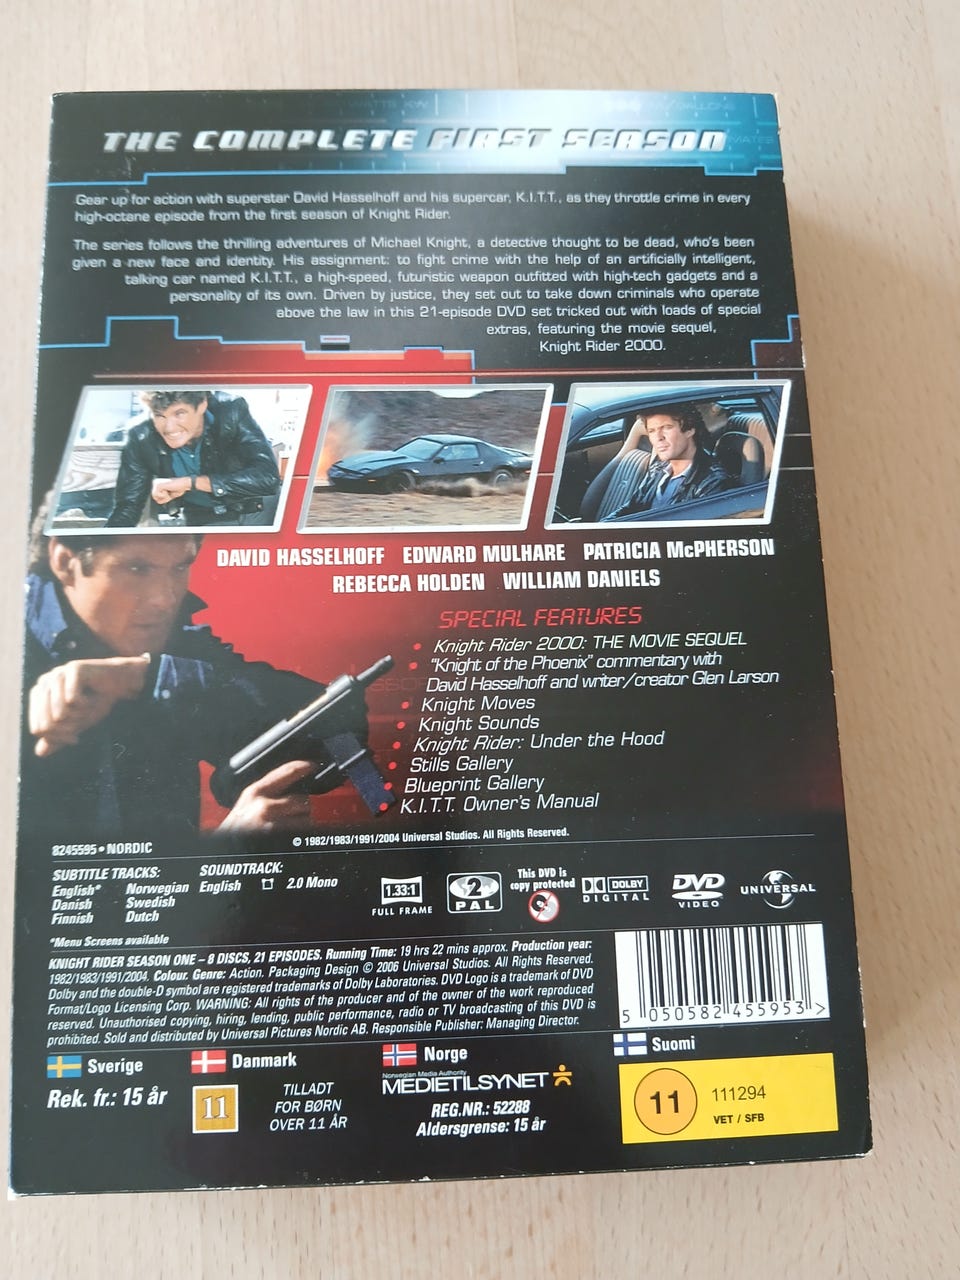 THE COMPLETE FIRST SEASON
Gear up for action with superstar David Hasselhoff and his supercar, K.I.T.T., as they throttle crime in every
high-octane episode from the first season of Knight Rider.
The series follows the thrilling adventures of Michael Knight, a detective thought to be dead, who's been
given a new face and identity. His assignment: to fight crime with the help of an artificially intelligent,
talking car named K.I.T.T., a high-speed, futuristic weapon outfitted with high-tech gadgets and a
personality of its own. Driven by justice, they set out to take down criminals who operate
above the law in this 21-episode DVD set tricked out with loads of special
extras, featuring the movie sequel,
Knight Rider 2000.
DAVID HASSELHOFF EDWARD MULHARE PATRICIA McPHERSON
REBECCA HOLDEN WILLIAM DANIELS
SPECIAL FEATURES
• Knight Rider 2000: THE MOVIE SEQUEL
• "Knight of the Phoenix" commentary with
David Hasselhoff and writer/creator Glen Larson
• Knight Moves
• Knight Sounds
• Knight Rider: Under the Hood
• Stills Gallery
• Blueprint Gallery
• K.I.T.T. Owner's Manual
© 1982/1983/1991/2004 Universal Studios. All Rights Reserved.
8245595 • NORDIC
SUBTITLE TRACKS:
English* Norwegian
Danish Swedish
Finnish Dutch
*Menu Screens available
SOUNDTRACK:
English 2.0 Mono
1.33:1
FULL FRAME
2
PAL
This DVD is
copy protected
DOLBY
DIGITAL
DVD
VIDEO
UNIVERSAL
KNIGHT RIDER SEASON ONE – 8 DISCS, 21 EPISODES. Running Time: 19 hrs 22 mins approx. Production year:
1982/1983/1991/2004. Colour. Genre: Action. Packaging Design © 2006 Universal Studios. All Rights Reserved.
Dolby and the double-D symbol are registered trademarks of Dolby Laboratories. DVD Logo is a trademark of DVD
Format/Logo Licensing Corp. WARNING: All rights of the producer and of the owner of the work reproduced
reserved. Unauthorised copying, hiring, lending, public performance, radio or TV broadcasting of this DVD is
prohibited. Sold and distributed by Universal Pictures Nordic AB. Responsible Publisher: Managing Director.
5 050582 455953 >
Sverige
Rek. fr.: 15 år
Danmark
11
TILLADT
FOR BØRN
OVER 11 ÅR
Norge
Norwegian Media Authority
MEDIETILSYNET
REG.NR.: 52288
Aldersgrense: 15 år
Suomi
11
111294
VET / SFB